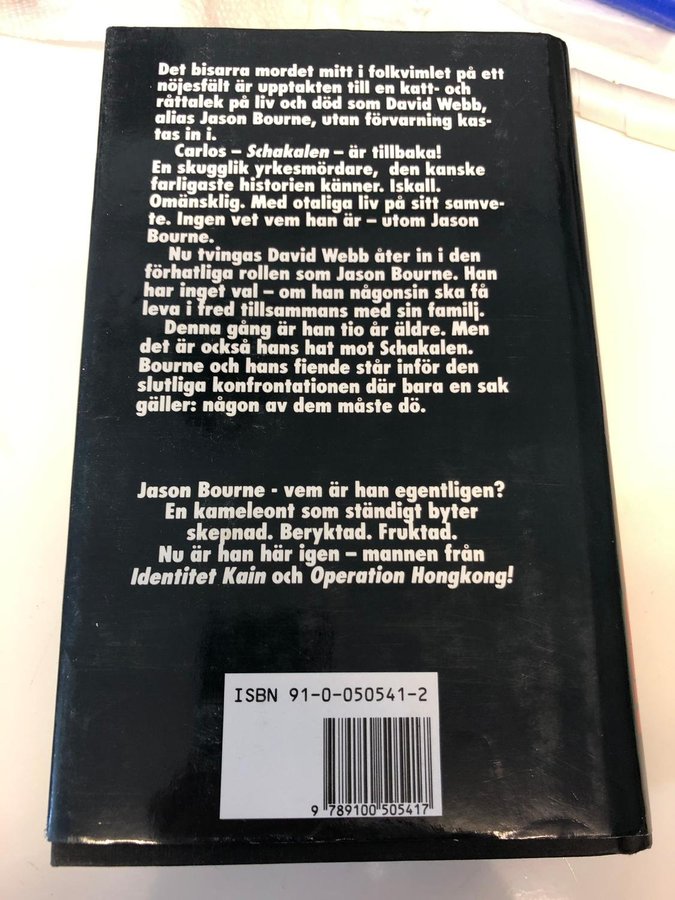 Det bisarra mordet mitt i folkvimlet på ett
nöjesfält är upptakten till en katt- och
råttalek på liv och död som David Webb,
alias Jason Bourne, utan förvarning kas-
tas in i.
Carlos – Schakalen – är tillbaka!
En skugglik yrkesmördare, den kanske
farligaste historien känner. Iskall.
Omänsklig. Med otaliga liv på sitt samve-
te. Ingen vet vem han är – utom Jason
Bourne.
Nu tvingas David Webb åter in i den
förhatliga rollen som Jason Bourne. Han
har inget val – om han någonsin ska få
leva i fred tillsammans med sin familj.
Denna gång är han tio år äldre. Men
det är också hans hat mot Schakalen.
Bourne och hans fiende står inför den
slutliga konfrontationen där bara en sak
gäller: någon av dem måste dö.
Jason Bourne - vem är han egentligen?
En kameleont som ständigt byter
skepnad. Beryktad. Fruktad.
Nu är han här igen – mannen från
Identitet Kain och Operation Hongkong!
ISBN 91-0-050541-2
9 789100 505417